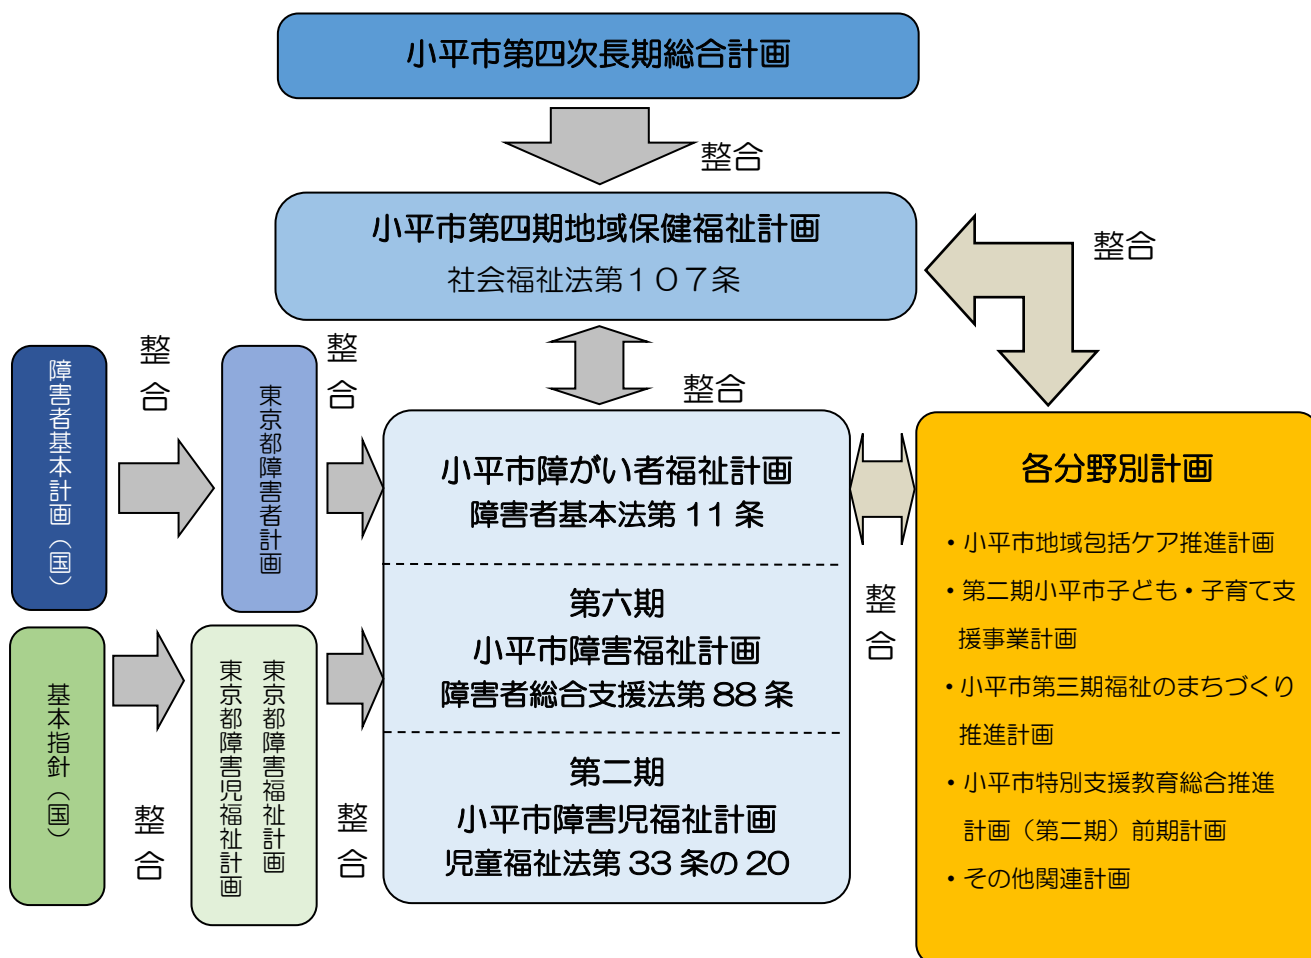 小平市第四次長期総合計画
整合
小平市第四期地域保健福祉計画
社会福祉法第１０７条
整合
整合
障害者基本計画（国）
整合
東京都障害者計画
整合
小平市障がい者福祉計画
障害者基本法第 11 条
第六期
小平市障害福祉計画
障害者総合支援法第 88 条
第二期
小平市障害児福祉計画
児童福祉法第 33 条の 20
基本指針（国）
整合
東京都障害福祉計画
東京都障害児福祉計画
整合
整合
各分野別計画
・小平市地域包括ケア推進計画
・第二期小平市子ども・子育て支
援事業計画
・小平市第三期福祉のまちづくり
推進計画
・小平市特別支援教育総合推進
計画（第二期）前期計画
・その他関連計画